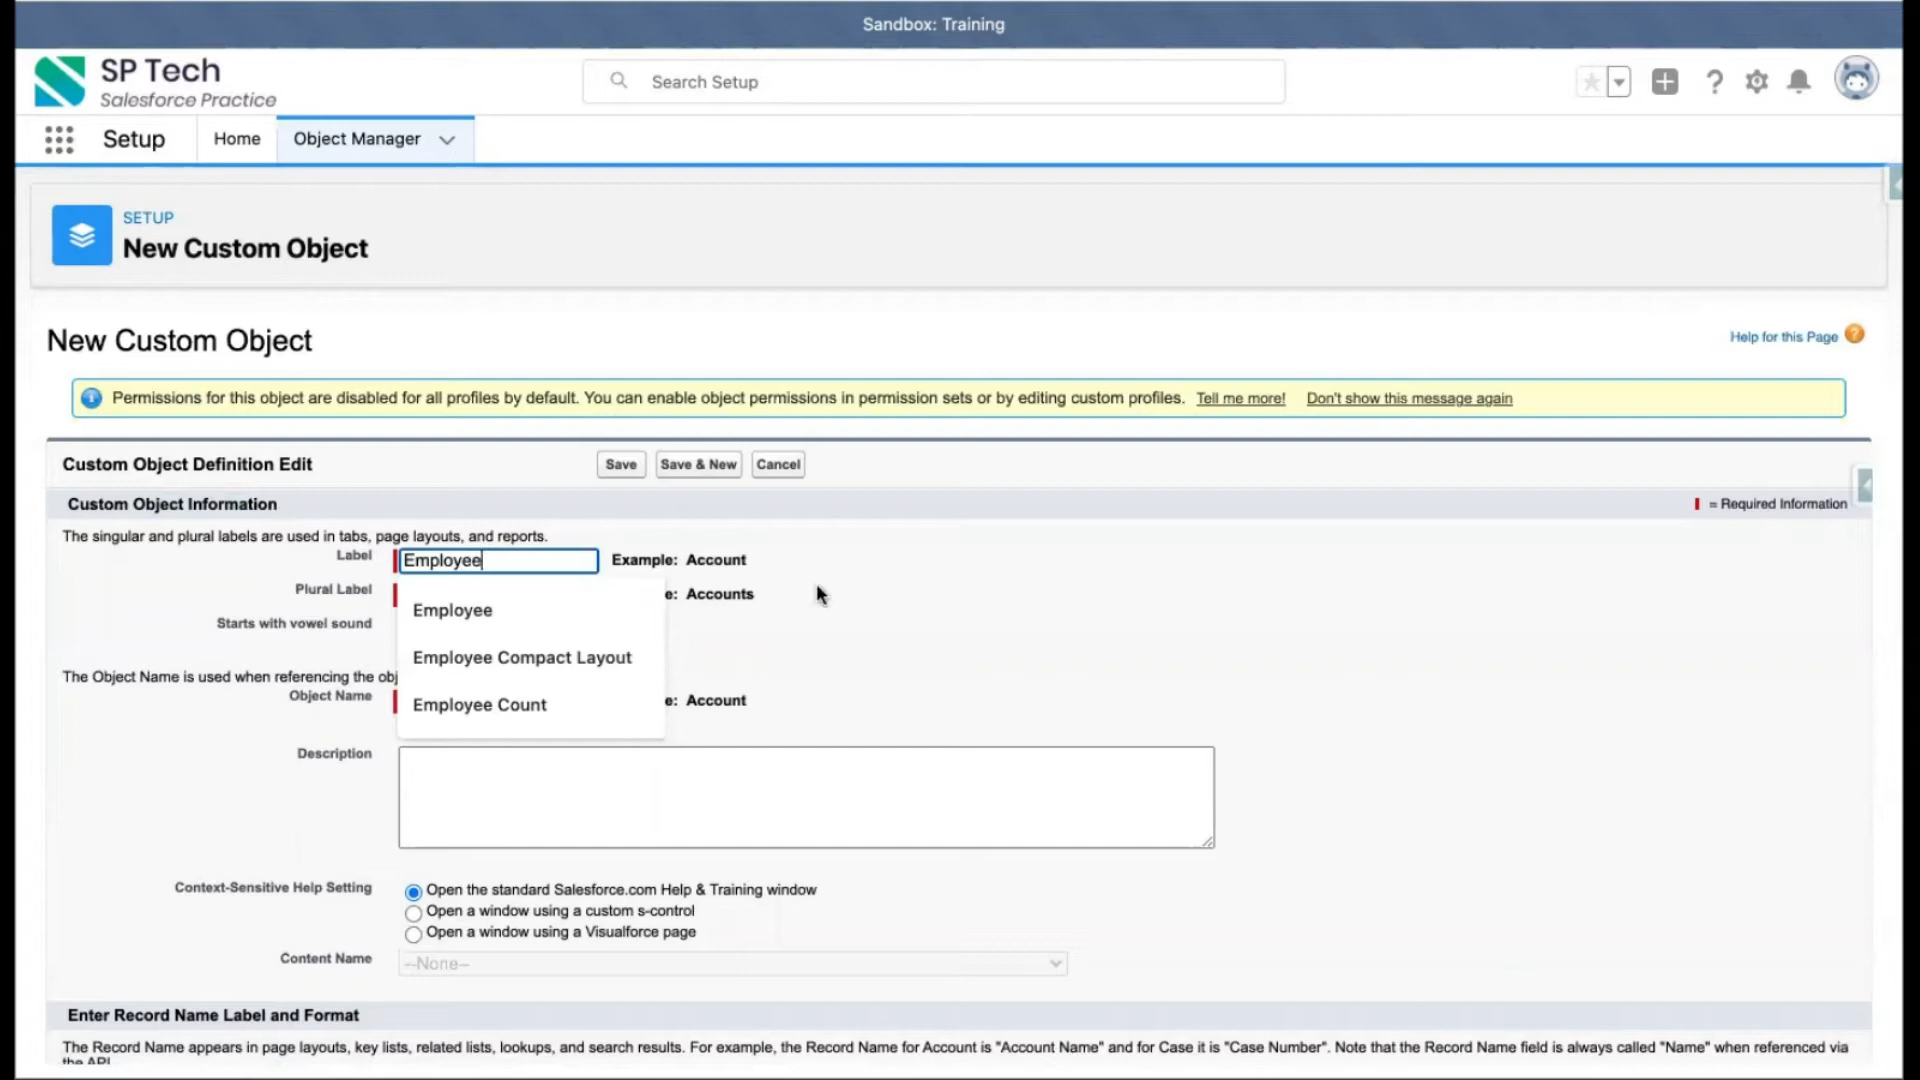 Sandbox: Training
SP Tech
Salesforce Practice
Search Setup
Setup
Home
Object Manager
SETUP
New Custom Object
New Custom Object
Help for this Page
Permissions for this object are disabled for all profiles by default. You can enable object permissions in permission sets or by editing custom profiles. Tell me more! Don't show this message again
Custom Object Definition Edit
Save
Save & New
Cancel
Custom Object Information
= Required Information
The singular and plural labels are used in tabs, page layouts, and reports.
Label
Employee
Example: Account
Plural Label
e: Accounts
Starts with vowel sound
Employee
Employee Compact Layout
Employee Count
The Object Name is used when referencing the obj
Object Name
e: Account
Description
Context-Sensitive Help Setting
Open the standard Salesforce.com Help & Training window
Open a window using a custom s-control
Open a window using a Visualforce page
Content Name
--None--
Enter Record Name Label and Format
The Record Name appears in page layouts, key lists, related lists, lookups, and search results. For example, the Record Name for Account is "Account Name" and for Case it is "Case Number". Note that the Record Name field is always called "Name" when referenced via
the API.